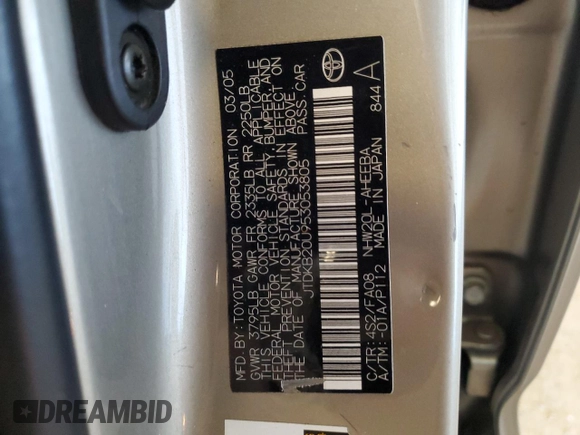 MFD. BY: TOYOTA MOTOR CORPORATION 03/05
GVWR 3795LB GAWR FR 2335LB RR 2250LB
THIS VEHICLE CONFORMS TO ALL APPLICABLE
FEDERAL MOTOR VEHICLE SAFETY, BUMPER, AND
THEFT PREVENTION STANDARDS IN EFFECT ON
THE DATE OF MANUFACTURE SHOWN ABOVE.
JTDKB20U953053805 PASS. CAR
C/TR: 4S2/FA08 NHW20L-AHEEBA
A/TM: -01A/P112 MADE IN JAPAN 844 A
DREAMBID